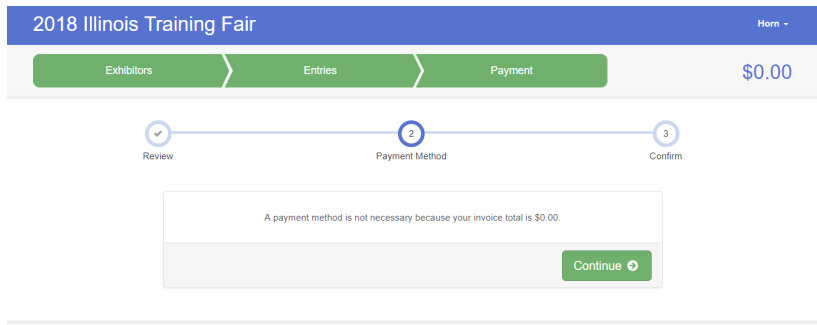 2018 Illinois Training Fair
Horn
Exhibitors
Entries
Payment
$0.00
2
3
Review
Payment Method
Confirm
A payment method is not necessary because your invoice total is $0.00.
Continue